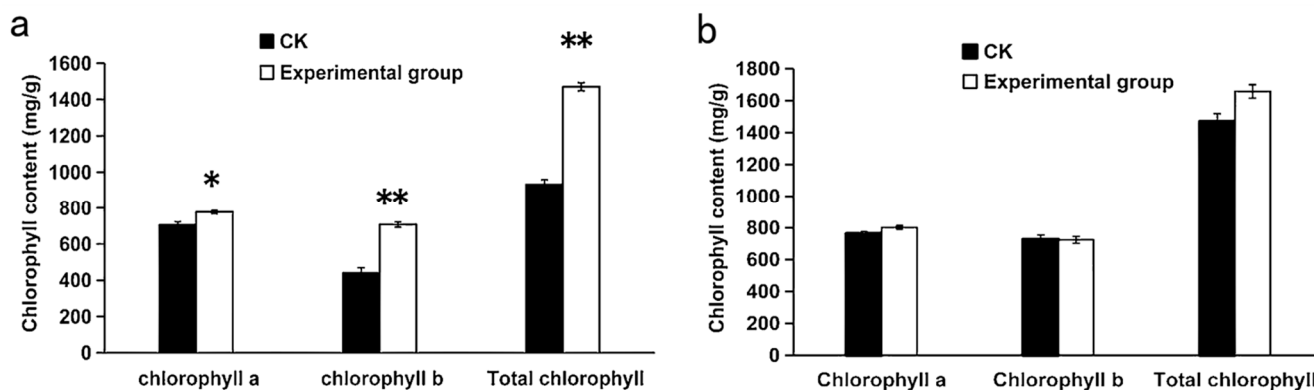 a
CK
Experimental group
**
*
**
Chlorophyll content (mg/g)
1600
1400
1200
1000
800
600
400
200
0
chlorophyll a
chlorophyll b
Total chlorophyll
b
CK
Experimental group
Chlorophyll content (mg/g)
1800
1600
1400
1200
1000
800
600
400
200
0
Chlorophyll a
Chlorophyll b
Total chlorophyll